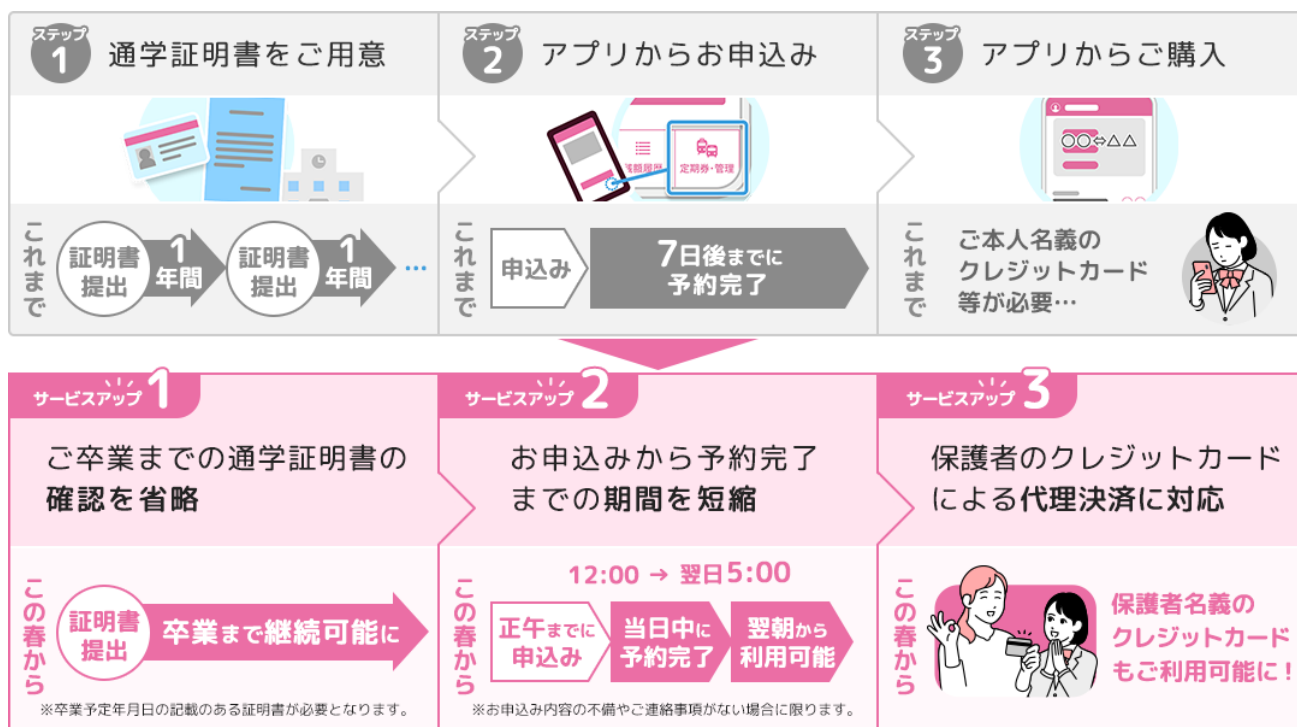 ステップ
1
通学証明書をご用意
ステップ
2
アプリからお申込み
ステップ
3
アプリからご購入
履歴
定期券・管理
○○⇔△△
これまで
証明書
提出
1
年間
証明書
提出
1
年間
…
これまで
申込み
7日後までに
予約完了
これまで
ご本人名義の
クレジットカード
等が必要…
サービスアップ 1
ご卒業までの通学証明書の
確認を省略
この春から
証明書
提出
卒業まで継続可能に
※卒業予定年月日の記載のある証明書が必要となります。
サービスアップ 2
お申込みから予約完了
までの期間を短縮
この春から
12:00 → 翌日5:00
正午までに
申込み
当日中に
予約完了
翌朝から
利用可能
※お申込み内容の不備やご連絡事項がない場合に限ります。
サービスアップ 3
保護者のクレジットカード
による代理決済に対応
この春から
保護者名義の
クレジットカード
もご利用可能に！